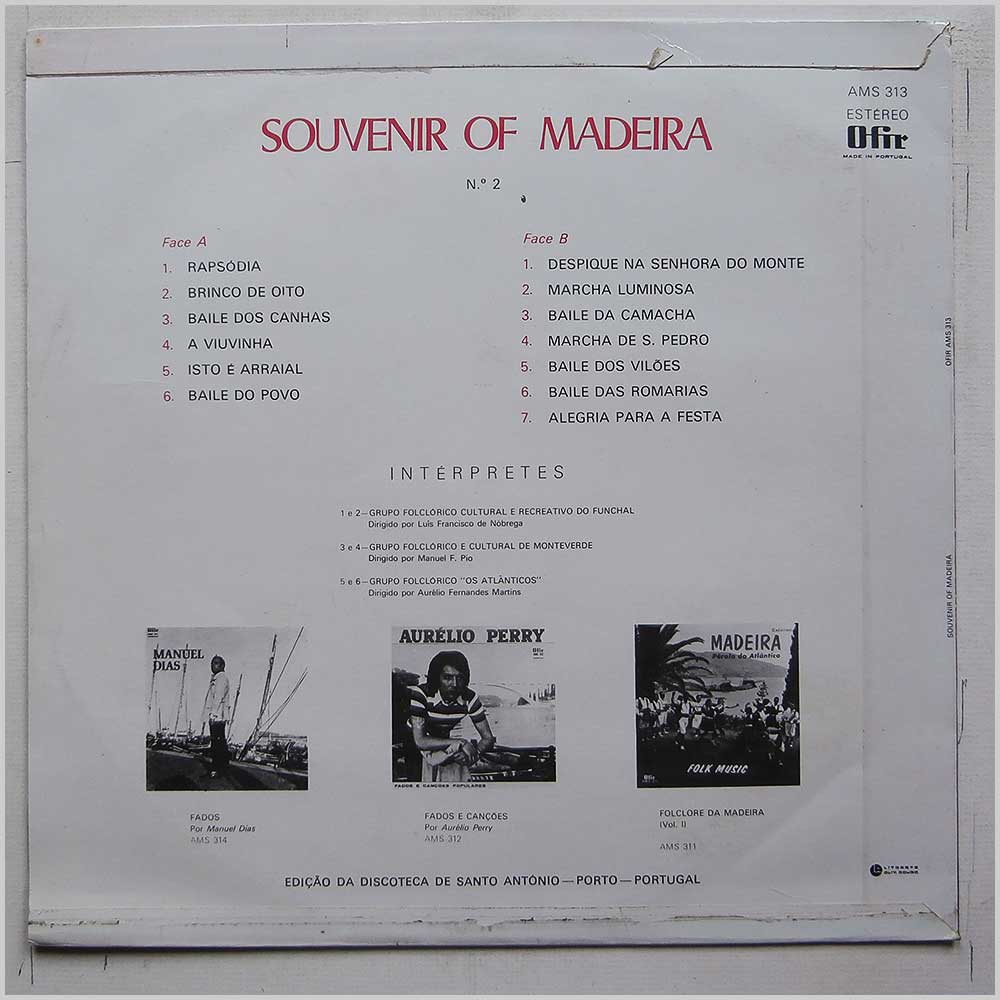 AMS 313
ESTÉREO
Ofir
MADE IN PORTUGAL
SOUVENIR OF MADEIRA
N.º 2
Face A
1. RAPSÓDIA
2. BRINCO DE OITO
3. BAILE DOS CANHAS
4. A VIUVINHA
5. ISTO É ARRAIAL
6. BAILE DO POVO
Face B
1. DESPIQUE NA SENHORA DO MONTE
2. MARCHA LUMINOSA
3. BAILE DA CAMACHA
4. MARCHA DE S. PEDRO
5. BAILE DOS VILÕES
6. BAILE DAS ROMARIAS
7. ALEGRIA PARA A FESTA
INTÉRPRETES
1 e 2—GRUPO FOLCLÓRICO CULTURAL E RECREATIVO DO FUNCHAL
Dirigido por Luís Francisco de Nóbrega
3 e 4—GRUPO FOLCLÓRICO E CULTURAL DE MONTEVERDE
Dirigido por Manuel F. Pio
5 e 6—GRUPO FOLCLÓRICO "OS ATLÂNTICOS"
Dirigido por Aurélio Fernandes Martins
MANUEL
DIAS
FADOS
Por Manuel Dias
AMS 314
AURÉLIO PERRY
Ofir
FADOS E CANÇÕES POPULARES
FADOS E CANÇÕES
Por Aurélio Perry
AMS 312
MADEIRA
Pérola do Atlântico
FOLK MUSIC
Ofir
FOLCLORE DA MADEIRA
(Vol. I)
AMS 311
EDIÇÃO DA DISCOTECA DE SANTO ANTÓNIO—PORTO—PORTUGAL
OFIR AMS 313
SOUVENIR OF MADEIRA